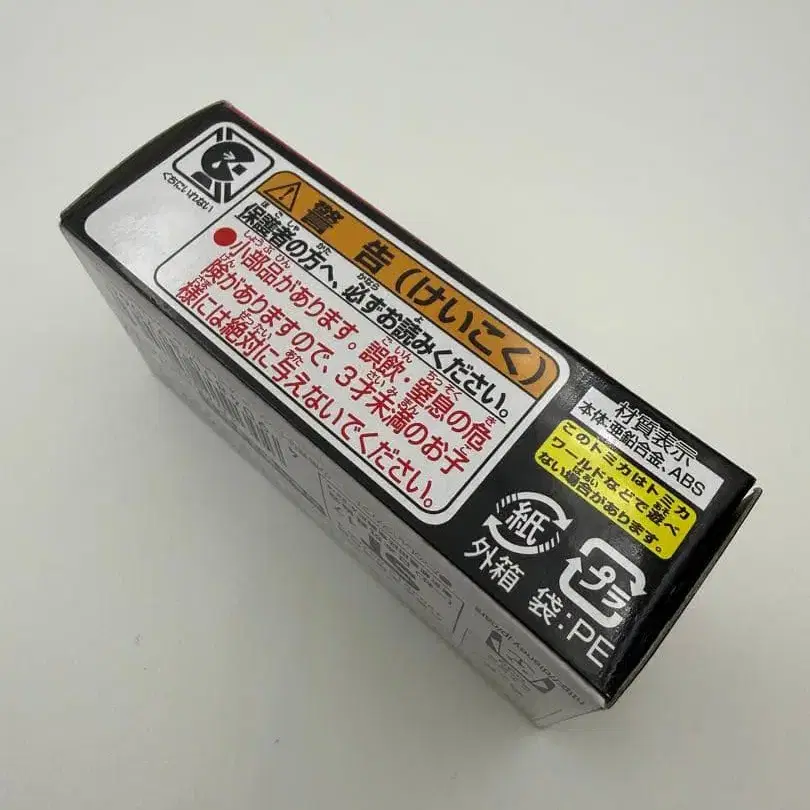 くちにいれない
警告(けいこく)
保護者の方へ、必ずお読みください。
●小部品があります。誤飲・窒息の危
険がありますので、3才未満のお子
様には絶対に与えないでください。
材質表示
本体:亜鉛合金、ABS
このトミカはトミカ
ワールドなどで遊べ
ない場合があります。
紙
外箱
プラ
袋:PE